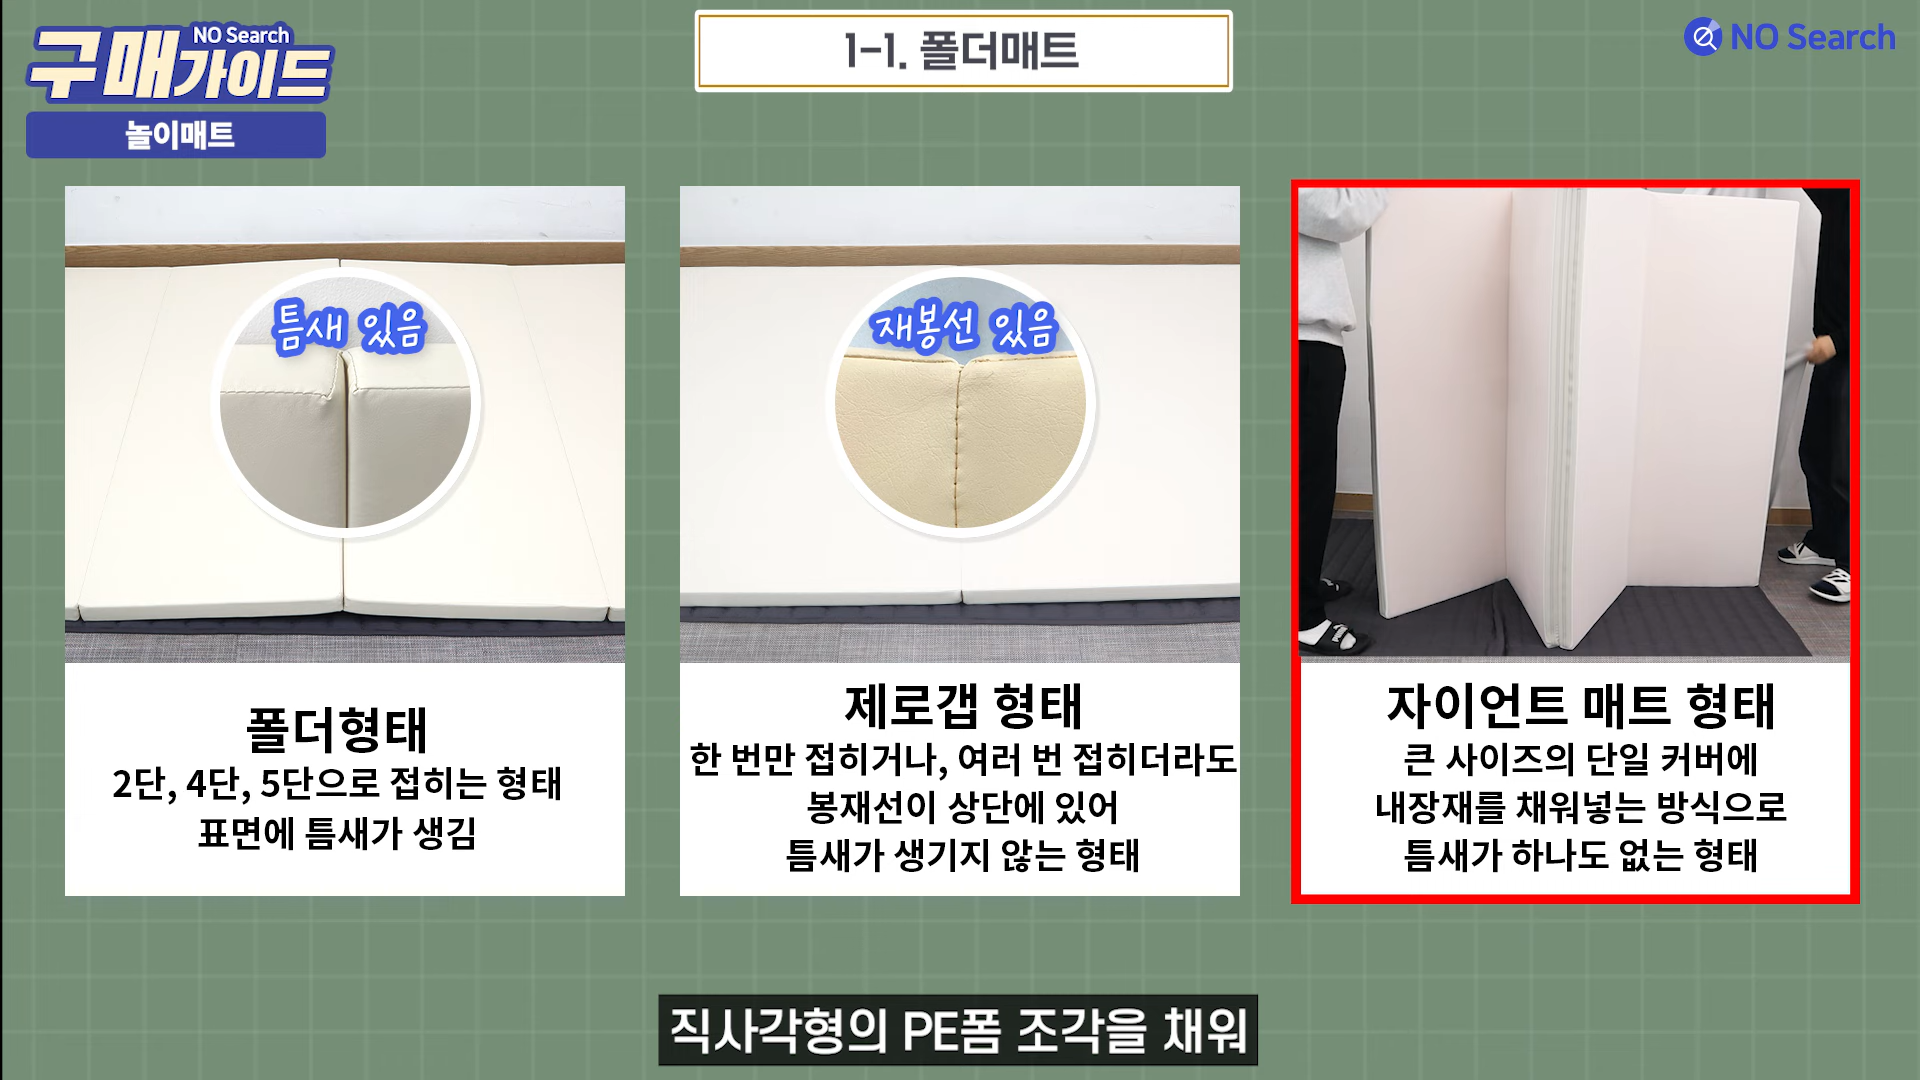 NO Search
구매가이드
놀이매트
1-1. 폴더매트
NO Search
틈새 있음
폴더형태
2단, 4단, 5단으로 접히는 형태
표면에 틈새가 생김
재봉선 있음
제로갭 형태
한 번만 접히거나, 여러 번 접히더라도
봉재선이 상단에 있어
틈새가 생기지 않는 형태
자이언트 매트 형태
큰 사이즈의 단일 커버에
내장재를 채워넣는 방식으로
틈새가 하나도 없는 형태
직사각형의 PE폼 조각을 채워